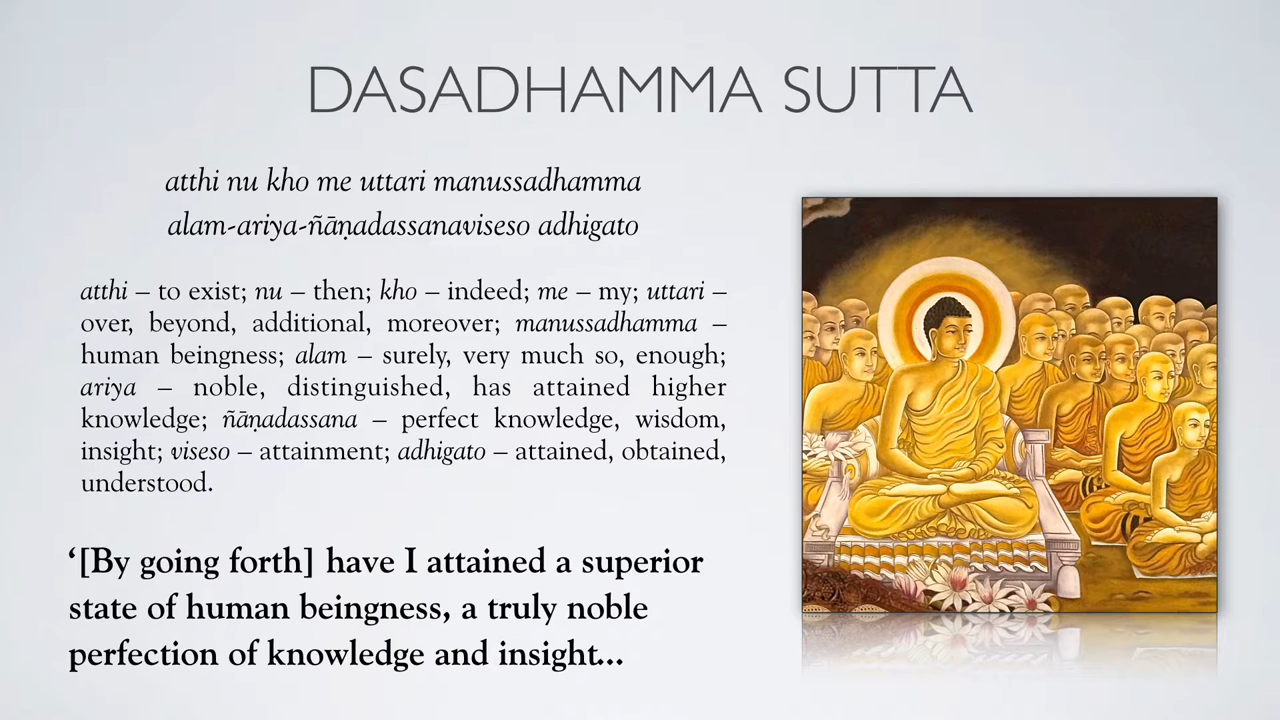 DASADHAMMA SUTTA
atthi nu kho me uttari manussadhamma
alam-ariya-ñāṇadassanaviseso adhigato
atthi – to exist; nu – then; kho – indeed; me – my; uttari –
over, beyond, additional, moreover; manussadhamma –
human beingness; alam – surely, very much so, enough;
ariya – noble, distinguished, has attained higher
knowledge; ñāṇadassana – perfect knowledge, wisdom,
insight; viseso – attainment; adhigato – attained, obtained,
understood.
‘[By going forth] have I attained a superior
state of human beingness, a truly noble
perfection of knowledge and insight...